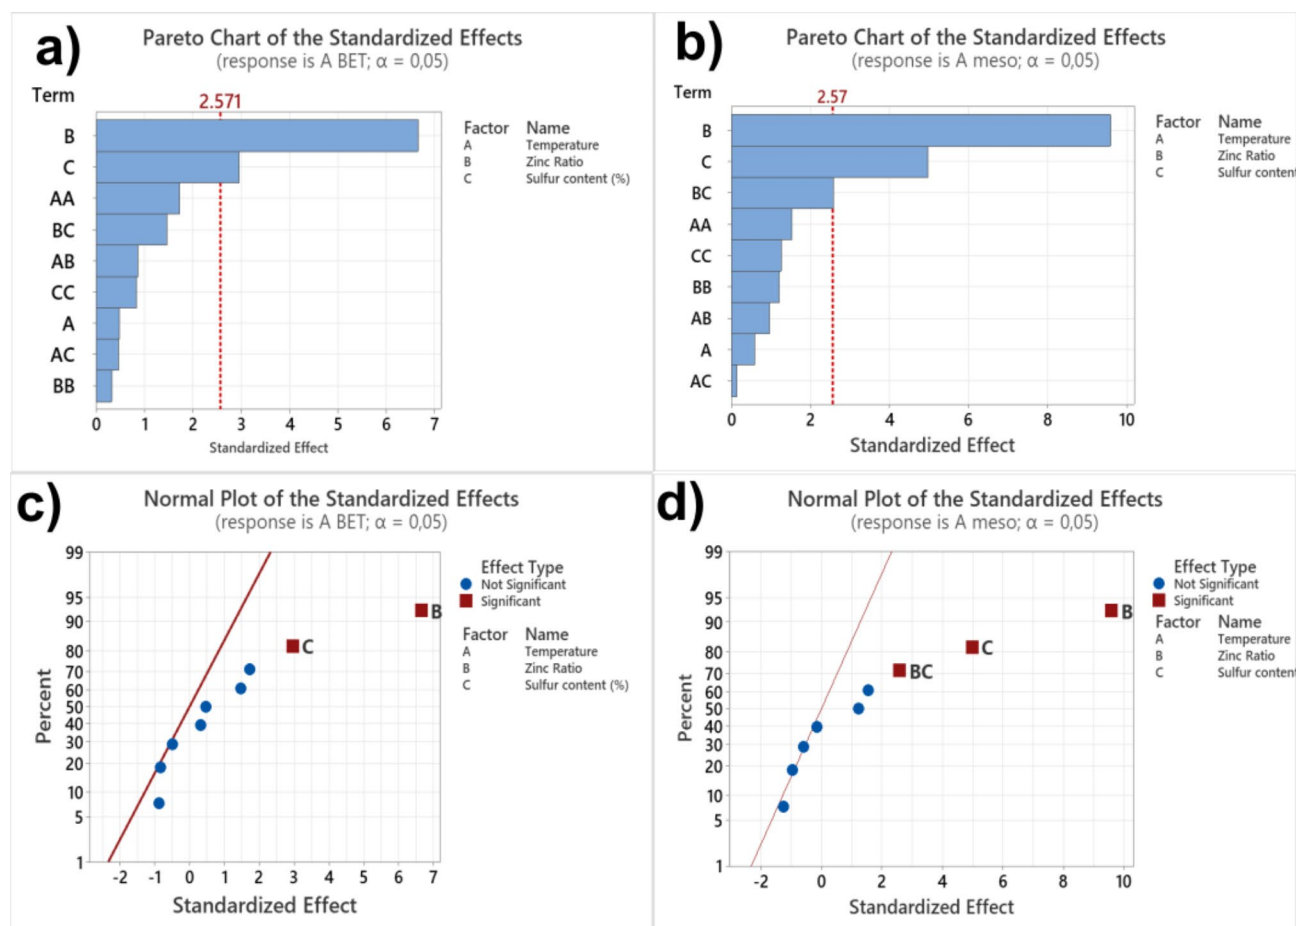 a)
Pareto Chart of the Standardized Effects
(response is A BET; α = 0,05)
Term
2.571
B
C
AA
BC
AB
CC
A
AC
BB
0 1 2 3 4 5 6 7
Standardized Effect
Factor Name
A Temperature
B Zinc Ratio
C Sulfur content (%)
b)
Pareto Chart of the Standardized Effects
(response is A meso; α = 0,05)
Term
2.57
B
C
BC
AA
CC
BB
AB
A
AC
0 2 4 6 8 10
Standardized Effect
Factor Name
A Temperature
B Zinc Ratio
C Sulfur content
c)
Normal Plot of the Standardized Effects
(response is A BET; α = 0,05)
Percent
99
95
90
80
70
60
50
40
30
20
10
5
1
B
C
-2 -1 0 1 2 3 4 5 6 7
Standardized Effect
Effect Type
Not Significant
Significant
Factor Name
A Temperature
B Zinc Ratio
C Sulfur content (%)
d)
Normal Plot of the Standardized Effects
(response is A meso; α = 0,05)
Percent
99
95
90
80
70
60
50
40
30
20
10
5
1
B
C
BC
-2 0 2 4 6 8 10
Standardized Effect
Effect Type
Not Significant
Significant
Factor Name
A Temperature
B Zinc Ratio
C Sulfur content